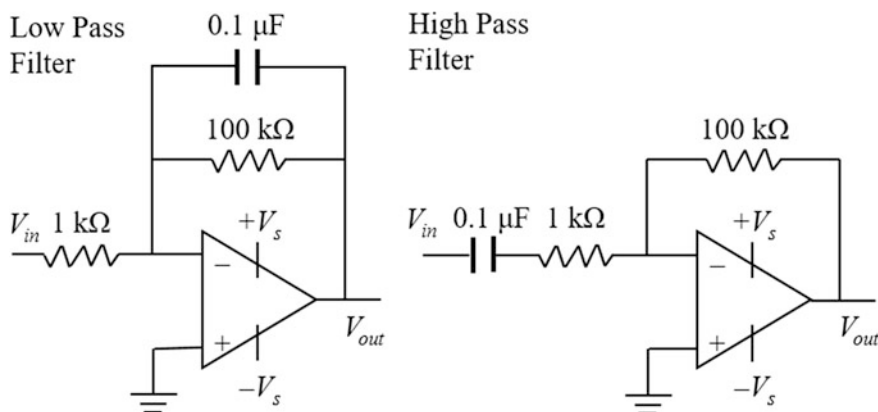 Low Pass
Filter
0.1 μF
100 kΩ
V_in 1 kΩ
+V_s
−
+
V_out
−V_s
High Pass
Filter
100 kΩ
V_in 0.1 μF 1 kΩ
+V_s
−
+
V_out
−V_s